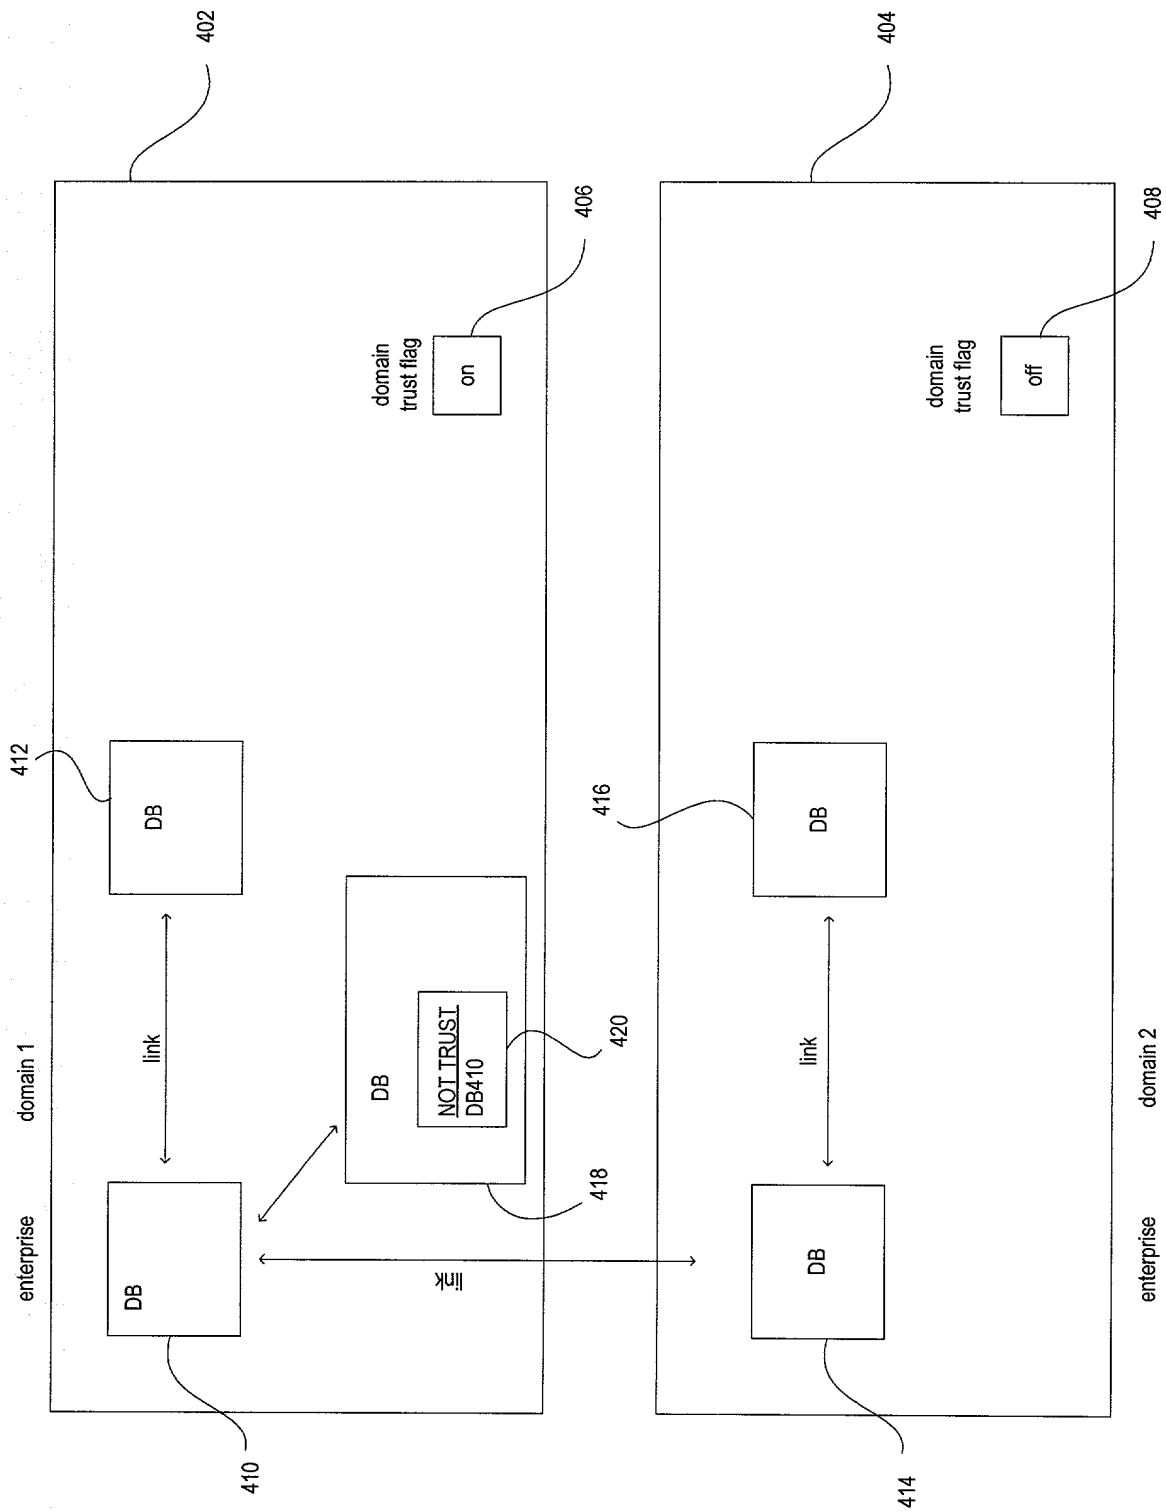 402
404
406
408
domain
trust flag
on
domain
trust flag
off
412
DB
416
DB
domain 1
link
DB
NOT TRUST
DB410
420
418
domain 2
link
enterprise
DB
link
enterprise
DB
410
414